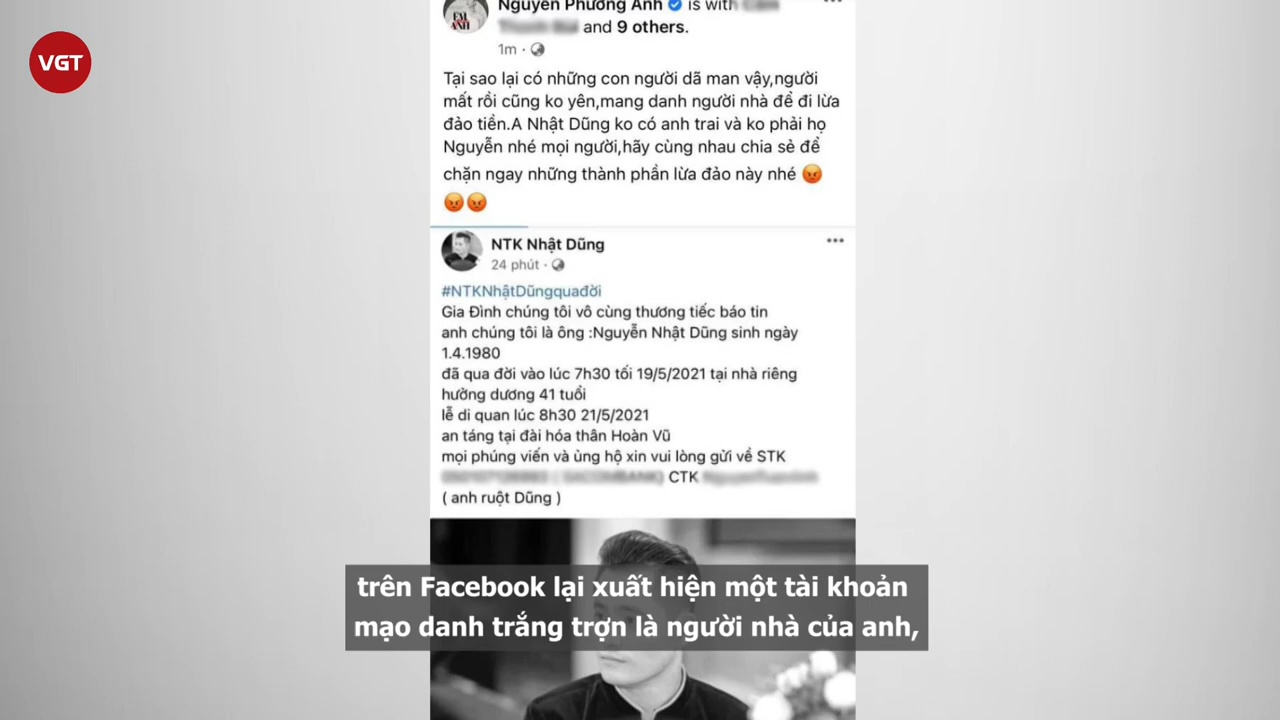 VGT
Nguyễn Phương Anh is with
and 9 others.
1m ·
Tại sao lại có những con người dã man vậy,người
mất rồi cũng ko yên,mang danh người nhà để đi lừa
đảo tiền.A Nhật Dũng ko có anh trai và ko phải họ
Nguyễn nhé mọi người,hãy cùng nhau chia sẻ để
chặn ngay những thành phần lừa đảo này nhé 😡
😡😡
NTK Nhật Dũng
24 phút ·
#NTKNhậtDũngquađời
Gia Đình chúng tôi vô cùng thương tiếc báo tin
anh chúng tôi là ông :Nguyễn Nhật Dũng sinh ngày
1.4.1980
đã qua đời vào lúc 7h30 tối 19/5/2021 tại nhà riêng
hưởng dương 41 tuổi
lễ di quan lúc 8h30 21/5/2021
an táng tại đài hóa thân Hoàn Vũ
mọi phúng viến và ủng hộ xin vui lòng gửi về STK
CTK
( anh ruột Dũng )
trên Facebook lại xuất hiện một tài khoản
mạo danh trắng trợn là người nhà của anh,